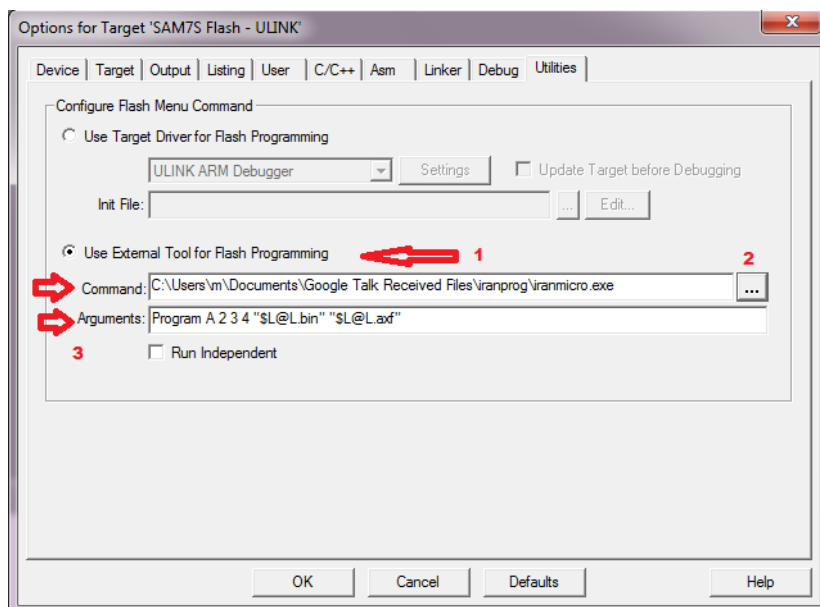 Options for Target 'SAM7S Flash - ULINK'
Device Target Output Listing User C/C++ Asm Linker Debug Utilities
Configure Flash Menu Command
Use Target Driver for Flash Programming
ULINK ARM Debugger Settings Update Target before Debugging
Init File: ... Edit...
Use External Tool for Flash Programming 1 2
Command: C:\Users\m\Documents\Google Talk Received Files\iranprog\iranmicro.exe ...
Arguments: Program A 2 3 4 "$L@L.bin" "$L@L.axf"
3 Run Independent
OK Cancel Defaults Help